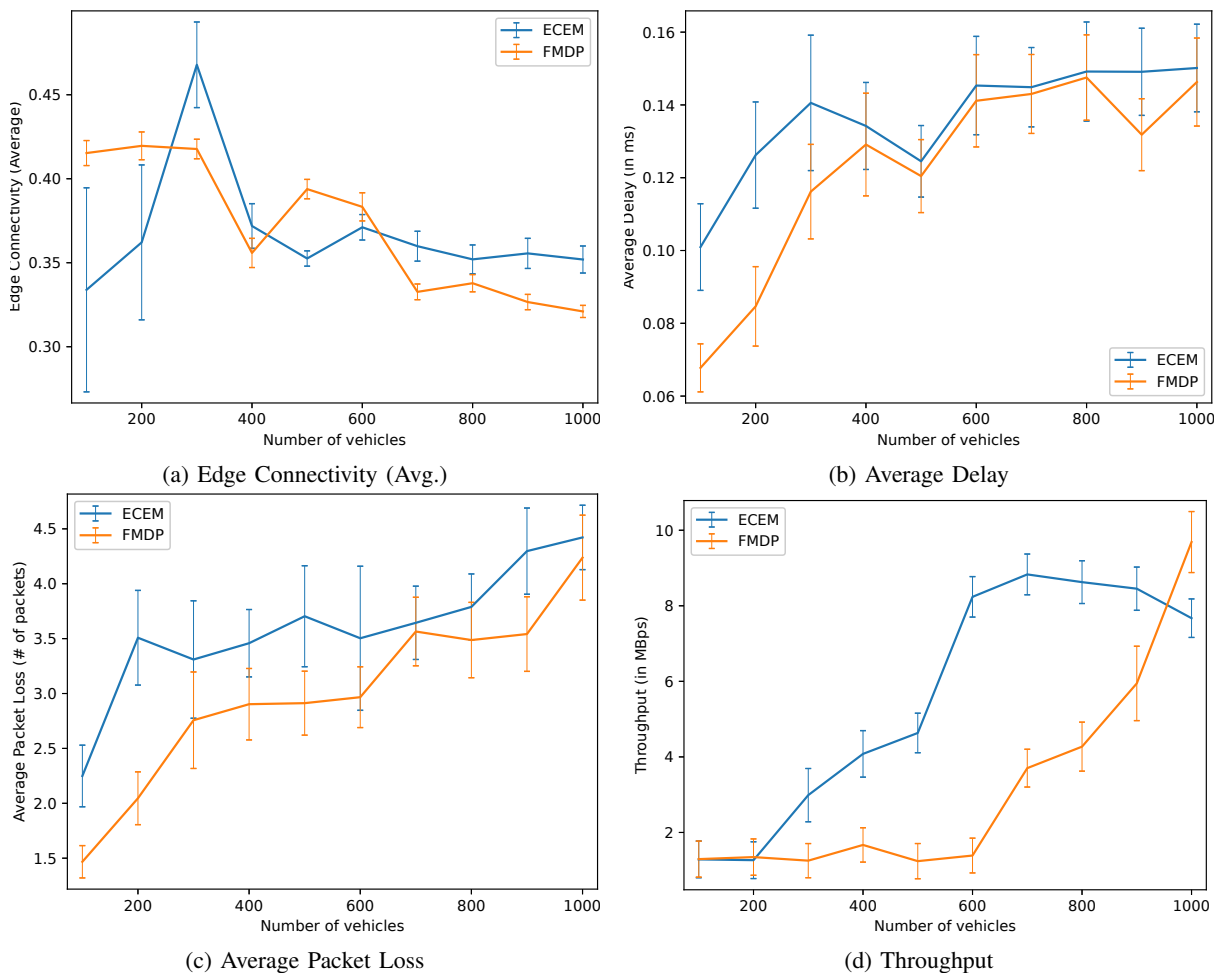 ECEM
FMDP
0.45
0.40
0.35
0.30
Edge Connectivity (Average)
200
400
600
800
1000
Number of vehicles
(a) Edge Connectivity (Avg.)
0.16
0.14
0.12
0.10
0.08
0.06
Average Delay (in ms)
ECEM
FMDP
200
400
600
800
1000
Number of vehicles
(b) Average Delay
ECEM
FMDP
4.5
4.0
3.5
3.0
2.5
2.0
1.5
Average Packet Loss (# of packets)
200
400
600
800
1000
Number of vehicles
(c) Average Packet Loss
ECEM
FMDP
10
8
6
4
2
Throughput (in MBps)
200
400
600
800
1000
Number of vehicles
(d) Throughput